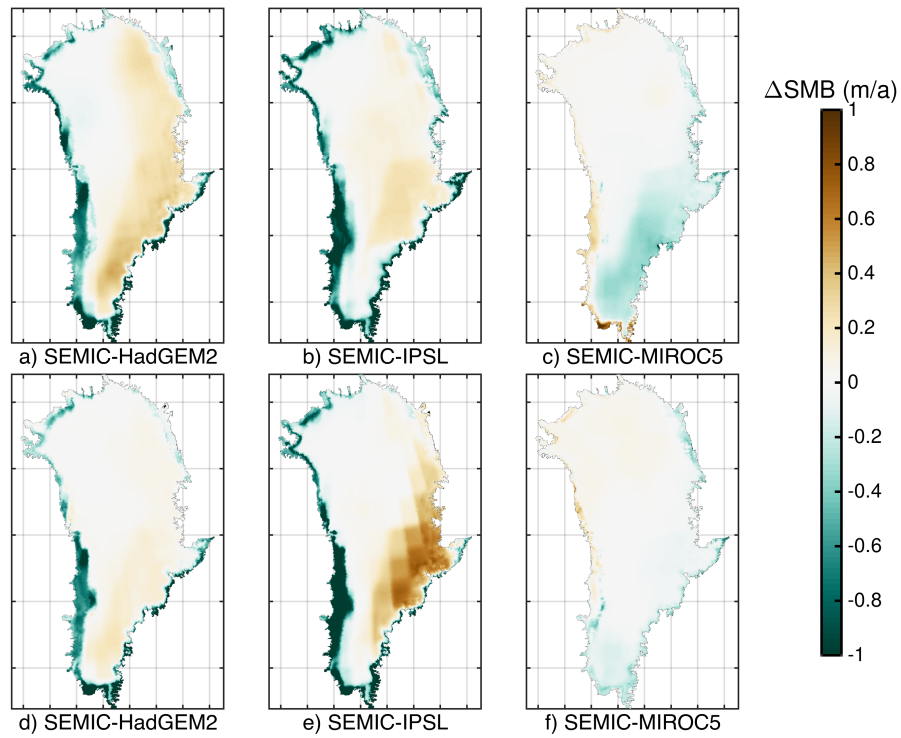 ΔSMB (m/a)
1
0.8
0.6
0.4
0.2
0
-0.2
-0.4
-0.6
-0.8
-1
a) SEMIC-HadGEM2
b) SEMIC-IPSL
c) SEMIC-MIROC5
d) SEMIC-HadGEM2
e) SEMIC-IPSL
f) SEMIC-MIROC5